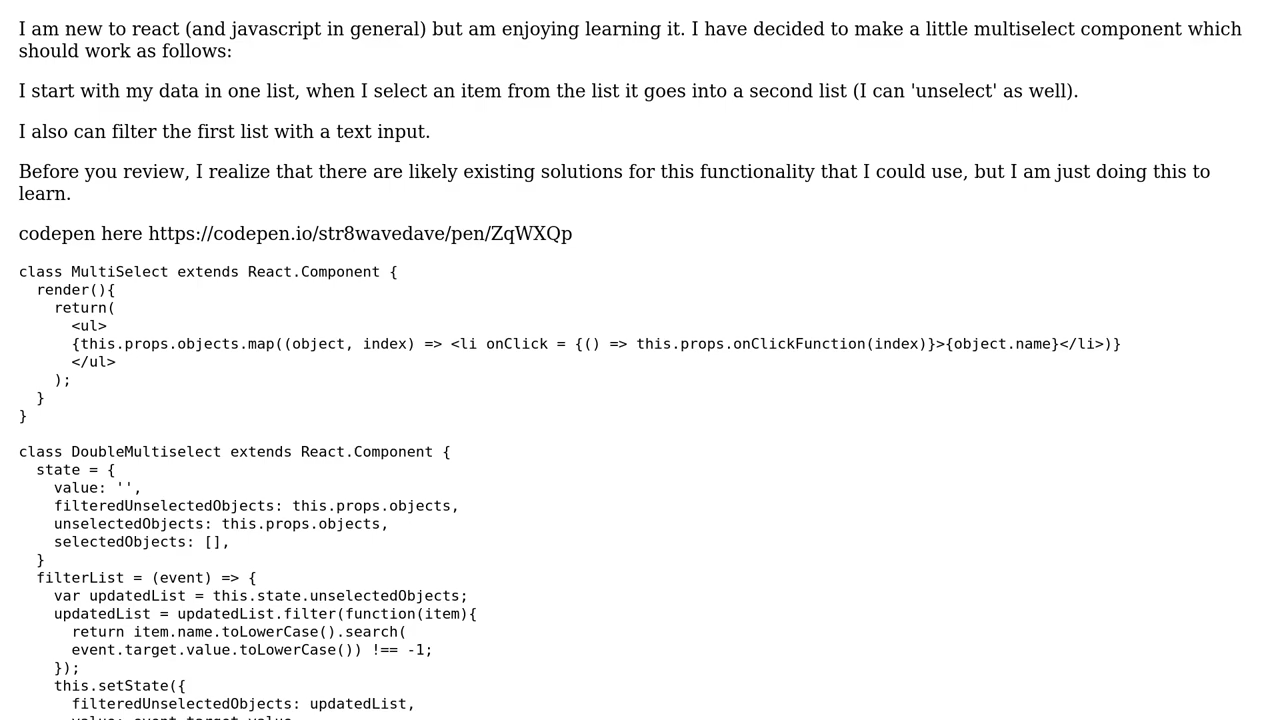 I am new to react (and javascript in general) but am enjoying learning it. I have decided to make a little multiselect component which
should work as follows:
I start with my data in one list, when I select an item from the list it goes into a second list (I can 'unselect' as well).
I also can filter the first list with a text input.
Before you review, I realize that there are likely existing solutions for this functionality that I could use, but I am just doing this to
learn.
codepen here https://codepen.io/str8wavedave/pen/ZqWXQp
class MultiSelect extends React.Component {
  render(){
    return(
      <ul>
      {this.props.objects.map((object, index) => <li onClick = {() => this.props.onClickFunction(index)}>{object.name}</li>)}
      </ul>
    );
  }
}
class DoubleMultiselect extends React.Component {
  state = {
    value: '',
    filteredUnselectedObjects: this.props.objects,
    unselectedObjects: this.props.objects,
    selectedObjects: [],
  }
  filterList = (event) => {
    var updatedList = this.state.unselectedObjects;
    updatedList = updatedList.filter(function(item){
      return item.name.toLowerCase().search(
      event.target.value.toLowerCase()) !== -1;
    });
    this.setState({
      filteredUnselectedObjects: updatedList,
      value: event.target.value